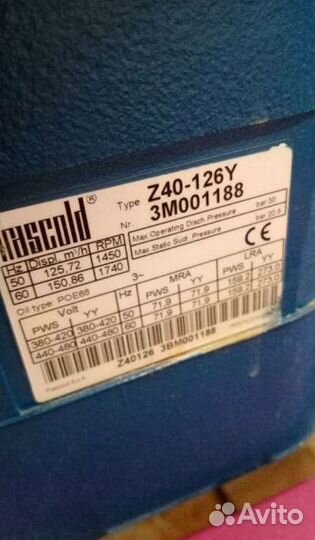 rascold®
Type Z40-126Y
Nr 3M001188
Hz Displ. m³/h RPM
50 125,72 1450
60 150,86 1740
Max Operating Disch Pressure bar 30
Max Static Suct. Pressure bar 20,5
Oil type: POE68 3~
CE
Volt Hz MRA LRA
PWS YY PWS YY PWS YY
380-420 380-420 50 71.9 71.9 159.2 273.0
440-480 440-480 60 71.9 71.9 159.2 273.0
Z40126 3BM001188
Frascold S.p.A.
Avito